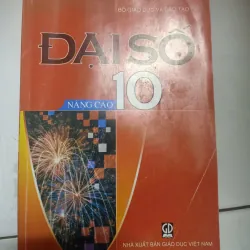 BỘ GIÁO DỤC VÀ ĐÀO TẠO
ĐẠI SỐ
10
NÂNG CAO
NHÀ XUẤT BẢN GIÁO DỤC VIỆT NAM